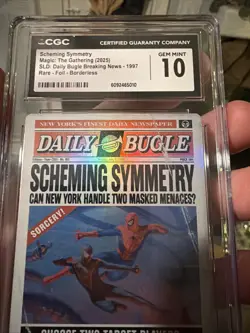 CGC
CERTIFIED GUARANTY COMPANY
Scheming Symmetry
Magic: The Gathering (2025)
SLD: Daily Bugle Breaking News - 1997
Rare - Foil - Borderless
GEM MINT
10
6092465010
NEW YORK'S FINEST DAILY NEWSPAPER
DAILY BUGLE
SCHEMING SYMMETRY
CAN NEW YORK HANDLE TWO MASKED MENACES?
SORCERY!